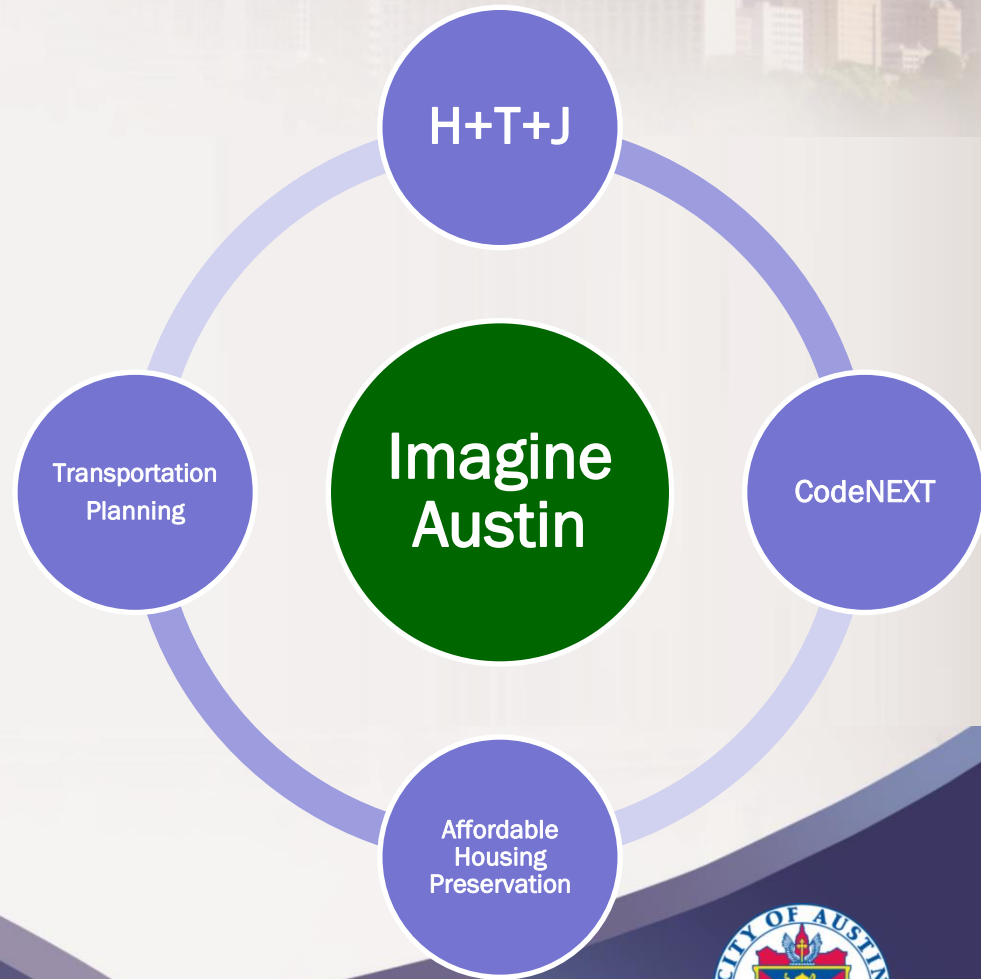 H+T+J
Imagine
Austin
Transportation
Planning
CodeNEXT
Affordable
Housing
Preservation
CITY OF AUSTIN